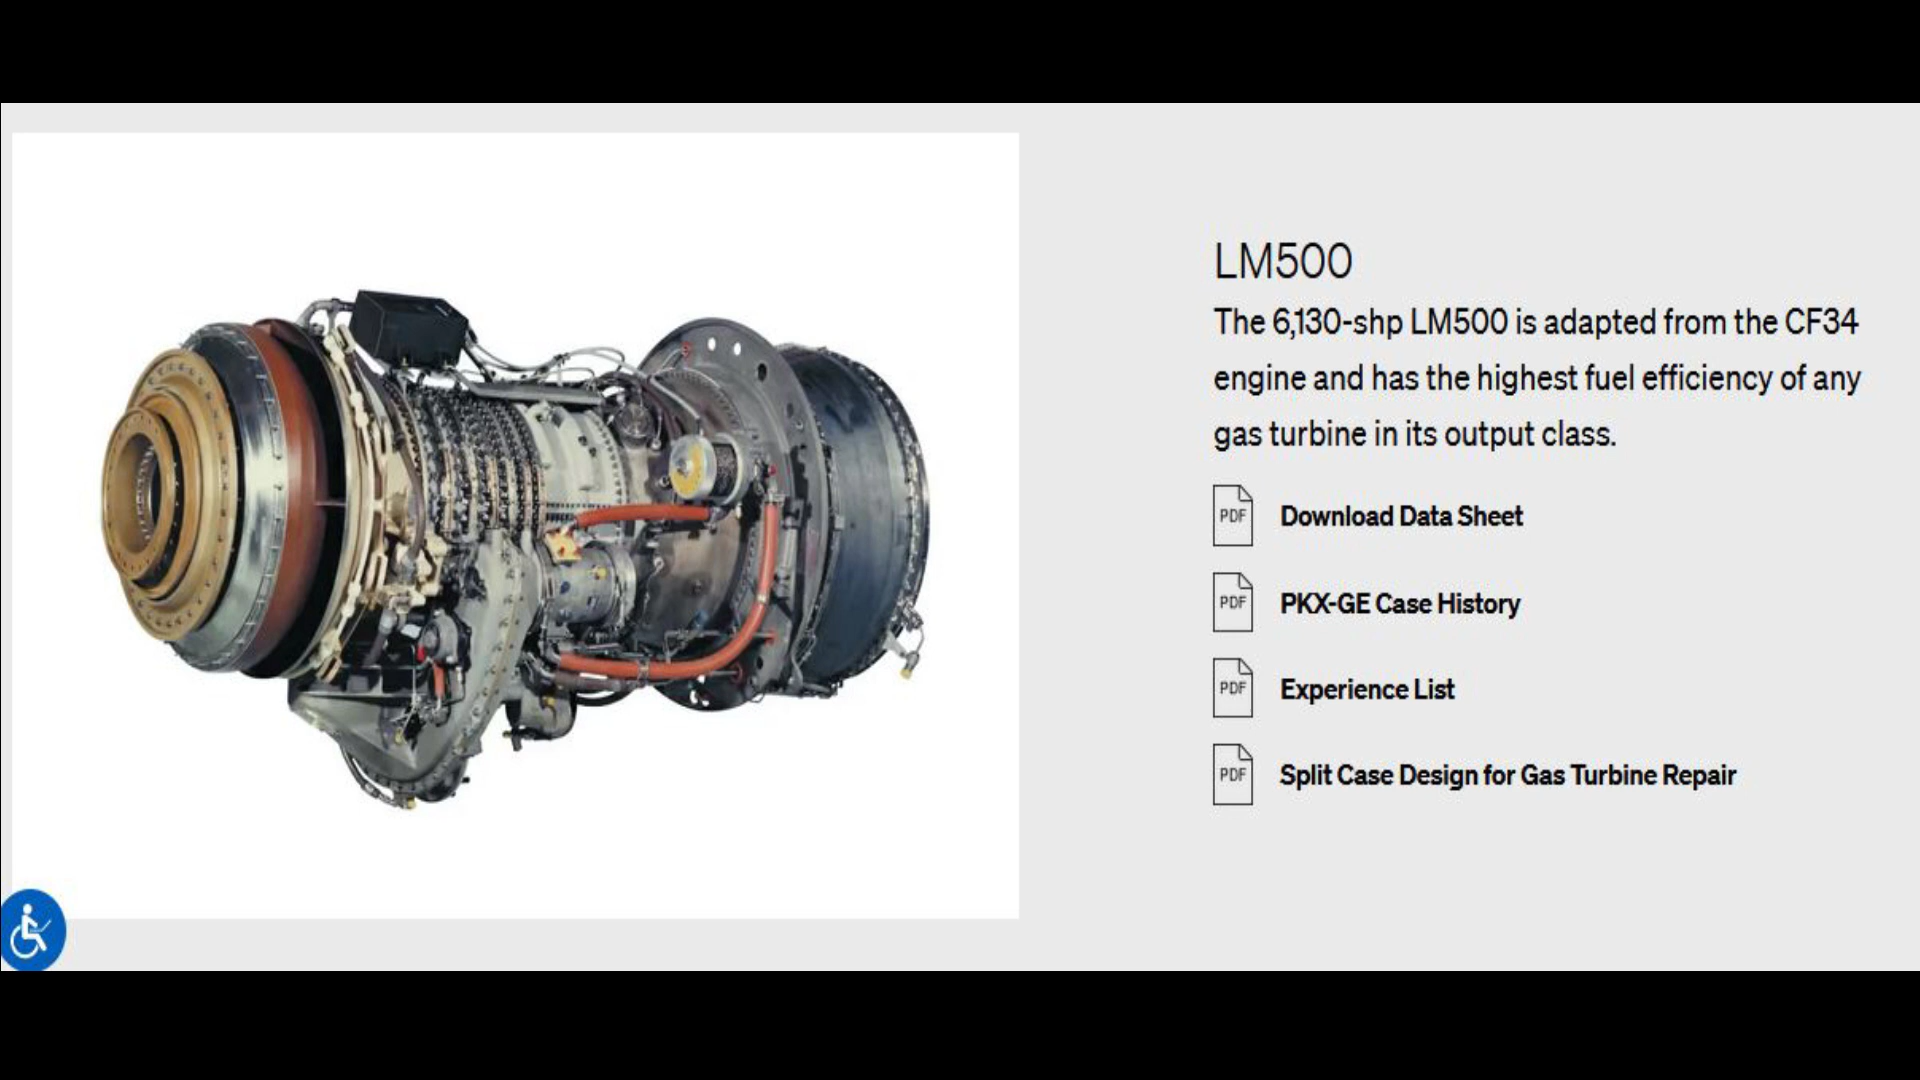 LM500
The 6,130-shp LM500 is adapted from the CF34
engine and has the highest fuel efficiency of any
gas turbine in its output class.
PDF Download Data Sheet
PDF PKX-GE Case History
PDF Experience List
PDF Split Case Design for Gas Turbine Repair